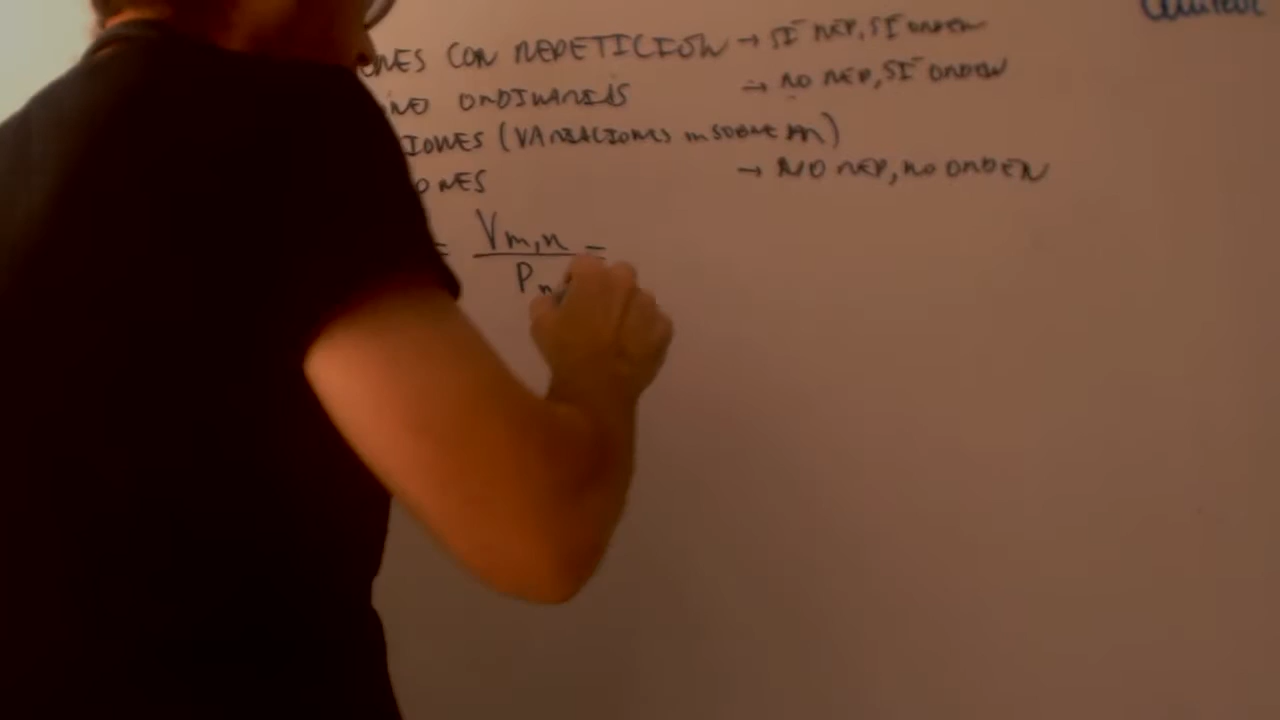 ONES CON REPETICION → SÍ REP, SÍ ORDEN
NO ORDINARIAS → NO REP, SÍ ORDEN
IONES (VARIACIONES m SOBRE m)
ONES → NO REP, NO ORDEN
= Vm,n =
Pn